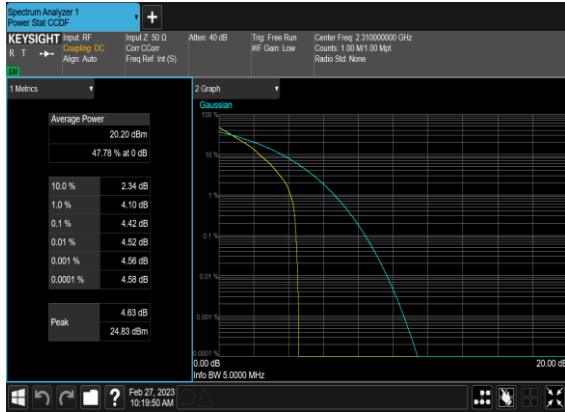 Spectrum Analyzer 1
Power Stat CCDF
+
KEYSIGHT Input: RF Input Z: 50 Ω Atten: 40 dB Trig: Free Run Center Freq: 2.310000000 GHz
R T Coupling: DC Corr CCorr #IF Gain: Low Counts: 1.00 M/1.00 Mpt
Align: Auto Freq Ref: Int (S) Radio Std: None
LXI
1 Metrics
Average Power
20.20 dBm
47.78 % at 0 dB
10.0 % 2.34 dB
1.0 % 4.10 dB
0.1 % 4.42 dB
0.01 % 4.52 dB
0.001 % 4.56 dB
0.0001 % 4.58 dB
Peak 4.63 dB
24.83 dBm
2 Graph
Gaussian
100 %
10 %
1 %
0.1 %
0.01 %
0.001 %
0.0001 %
0.00 dB 20.00 dB
Info BW 5.0000 MHz
? Feb 27, 2023
10:19:50 AM